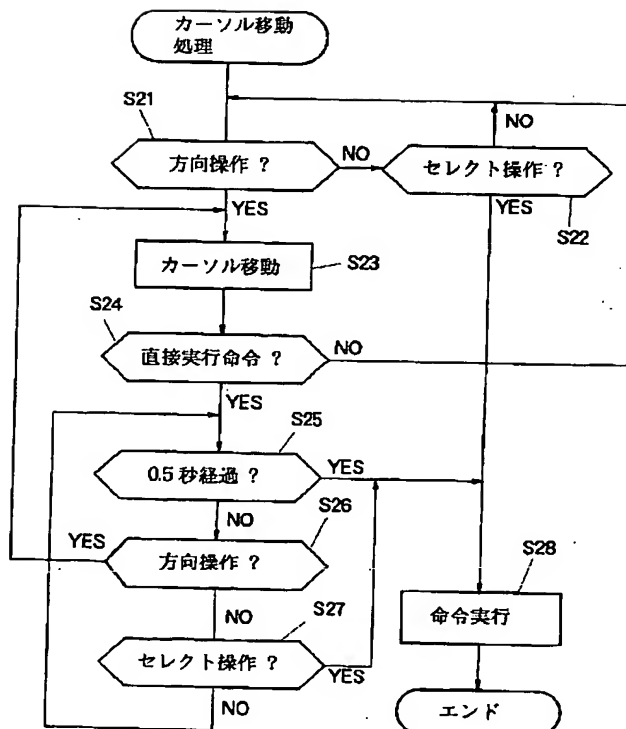 カーソル移動
処理
S21
方向操作 ?
NO
セレクト操作 ?
NO
S22
YES
YES
カーソル移動
S23
S24
直接実行命令 ?
NO
YES
S25
0.5秒経過 ?
YES
NO
S26
YES
方向操作 ?
NO
S27
セレクト操作 ?
YES
NO
S28
命令実行
エンド